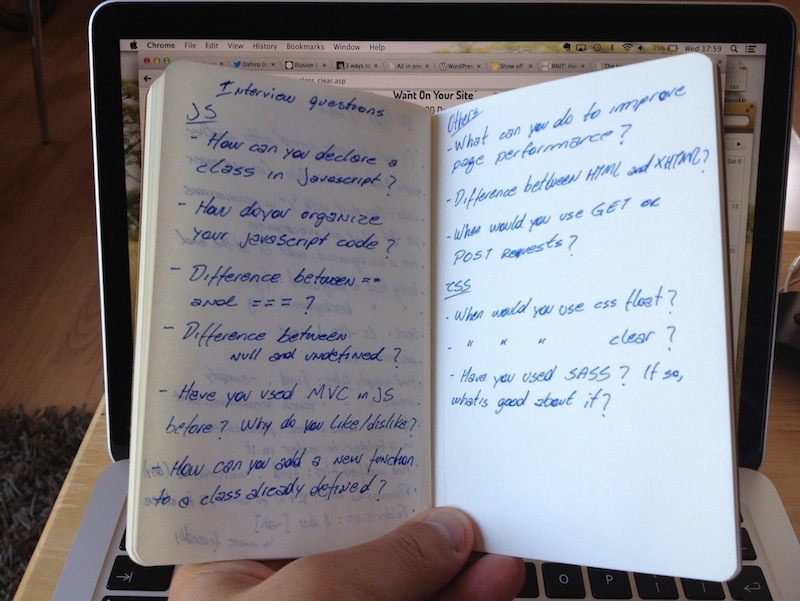 Chrome File Edit View History Bookmarks Window Help
71% Wed 17:59
Oshiro
Illusion
3 ways to
All in one
WordPress
Show off
RNIT: Ho
class_clear.asp
Want On Your Site
Interview questions
JS
- How can you declare a
class in Javascript?
- How do you organize
your javascript code?
- Difference between ==
and ===?
- Difference between
null and undefined?
- Have you used MVC in JS
before? Why do you like/dislike?
- How can you add a new function
to a class already defined?
Others
- What can you do to improve
page performance?
- Difference between HTML and XHTML?
- When would you use GET or
POST requests?
CSS
- When would you use css float?
- " " " clear?
- Have you used SASS? If so,
what is good about it?
O P